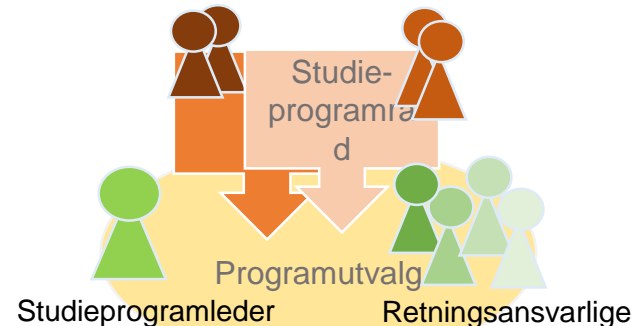 Studie-
programra
d
Programutvalg
Studieprogramleder
Retningsansvarlige